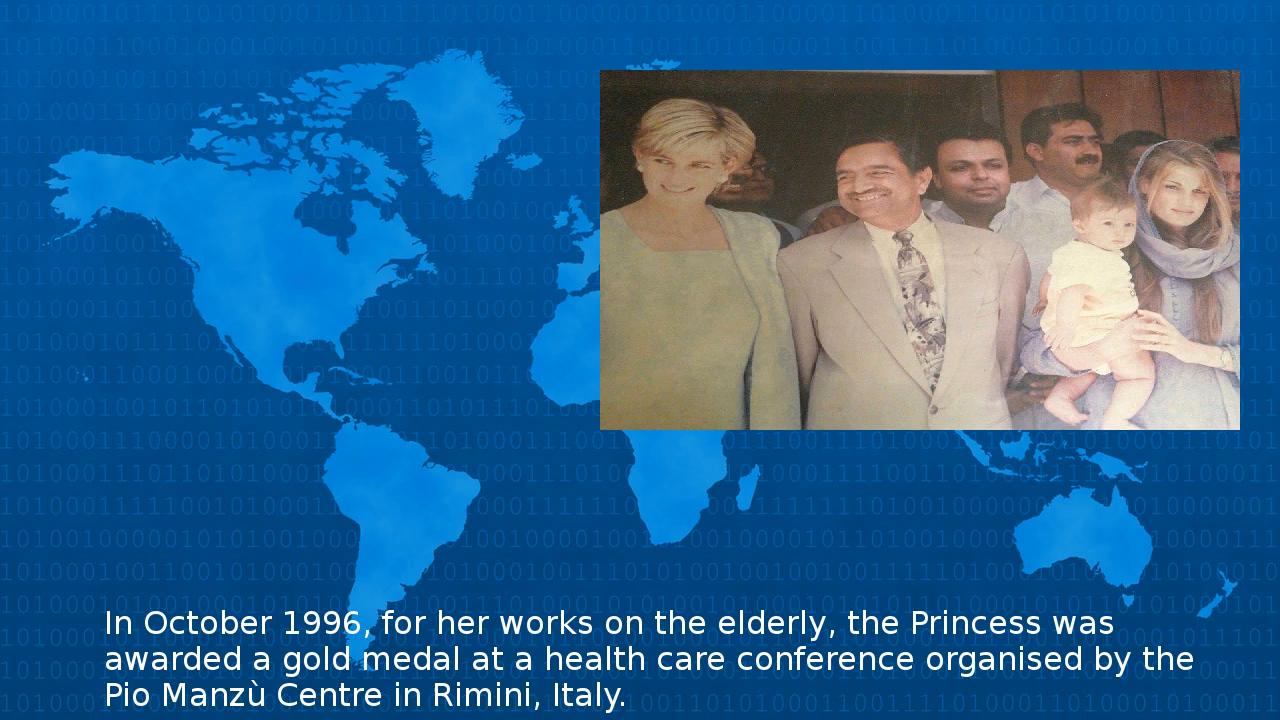 In October 1996, for her works on the elderly, the Princess was
awarded a gold medal at a health care conference organised by the
Pio Manzù Centre in Rimini, Italy.